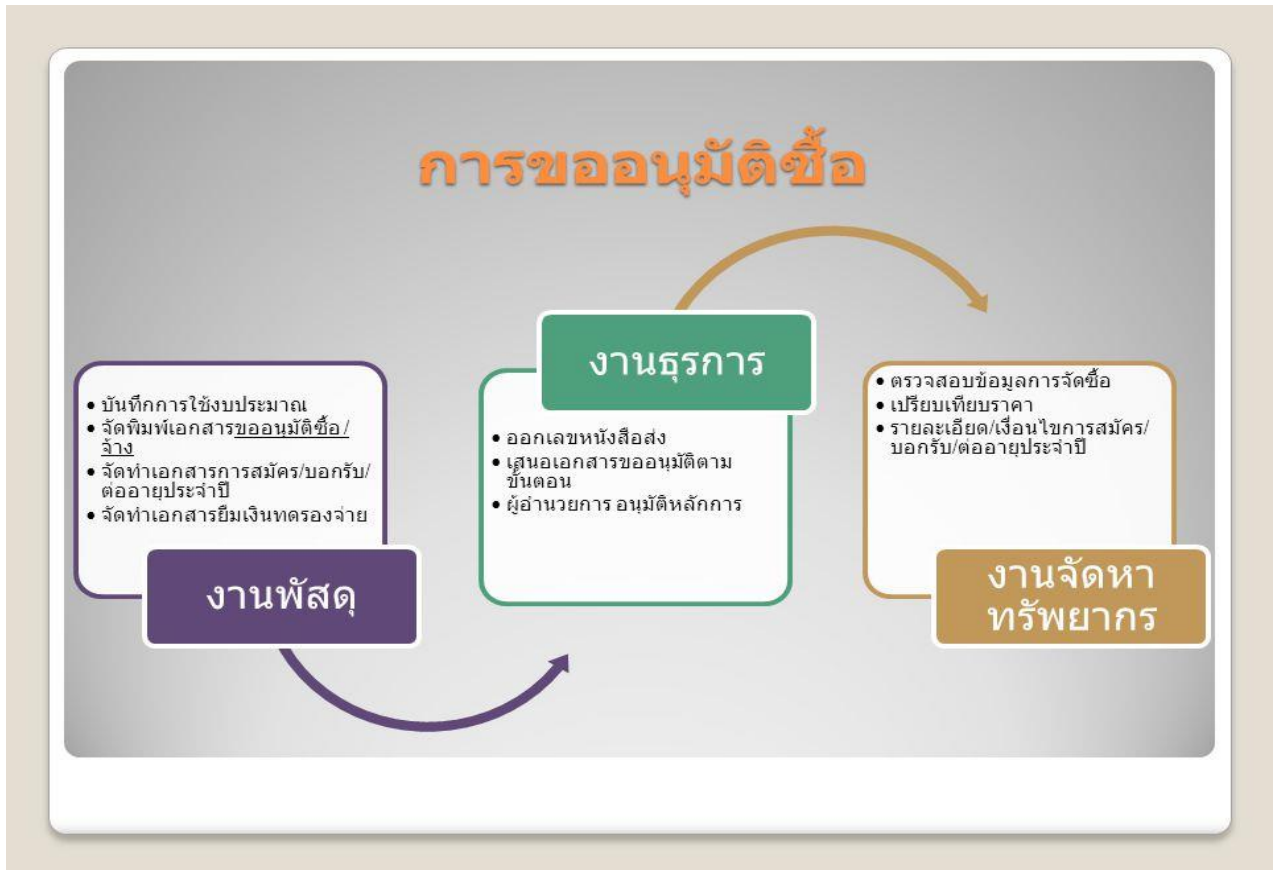 การขออนุมัติซื้อ
• บันทึกการใช้งบประมาณ
• จัดพิมพ์เอกสารขออนุมัติซื้อ/
จ้าง
• จัดทำเอกสารการสมัคร/บอกรับ/
ต่ออายุประจำปี
• จัดทำเอกสารยืมเงินทดรองจ่าย
งานพัสดุ
งานธุรการ
• ออกเลขหนังสือส่ง
• เสนอเอกสารขออนุมัติตาม
ขั้นตอน
• ผู้อำนวยการ อนุมัติหลักการ
• ตรวจสอบข้อมูลการจัดซื้อ
• เปรียบเทียบราคา
• รายละเอียด/เงื่อนไขการสมัคร/
บอกรับ/ต่ออายุประจำปี
งานจัดหา
ทรัพยากร